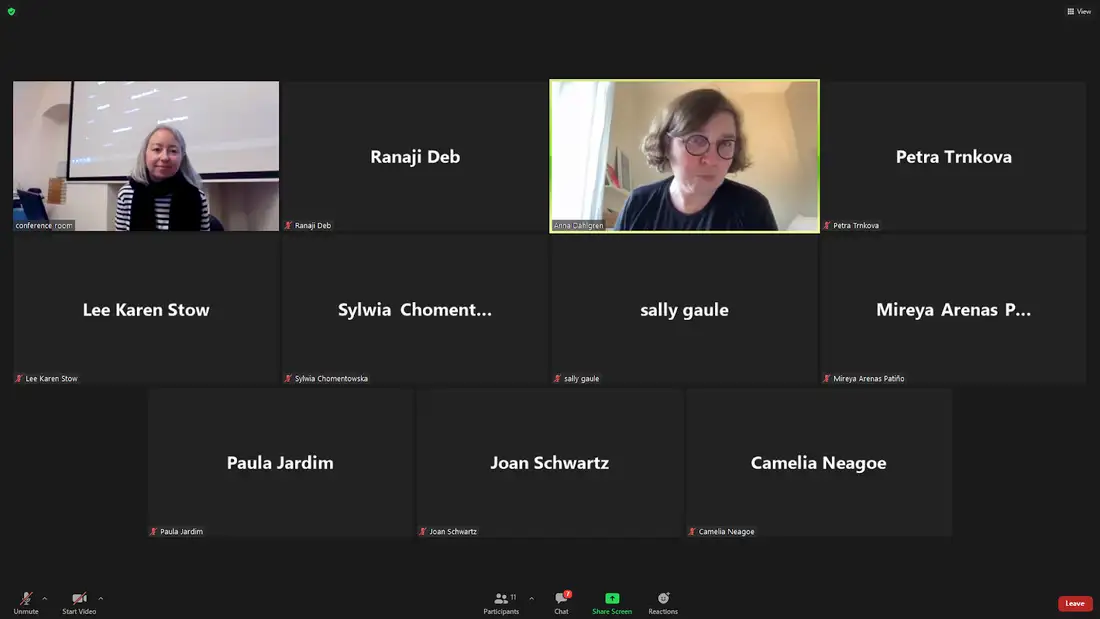 View
Ranaji Deb
Petra Trnkova
conference room
Ranaji Deb
Anna Dahlgren
Petra Trnkova
Lee Karen Stow
Sylwia Choment...
sally gaule
Mireya Arenas P...
Lee Karen Stow
Sylwia Chomentowska
sally gaule
Mireya Arenas Patiño
Paula Jardim
Joan Schwartz
Camelia Neagoe
Paula Jardim
Joan Schwartz
Camelia Neagoe
11
7
Unmute
Start Video
Participants
Chat
Share Screen
Reactions
Leave